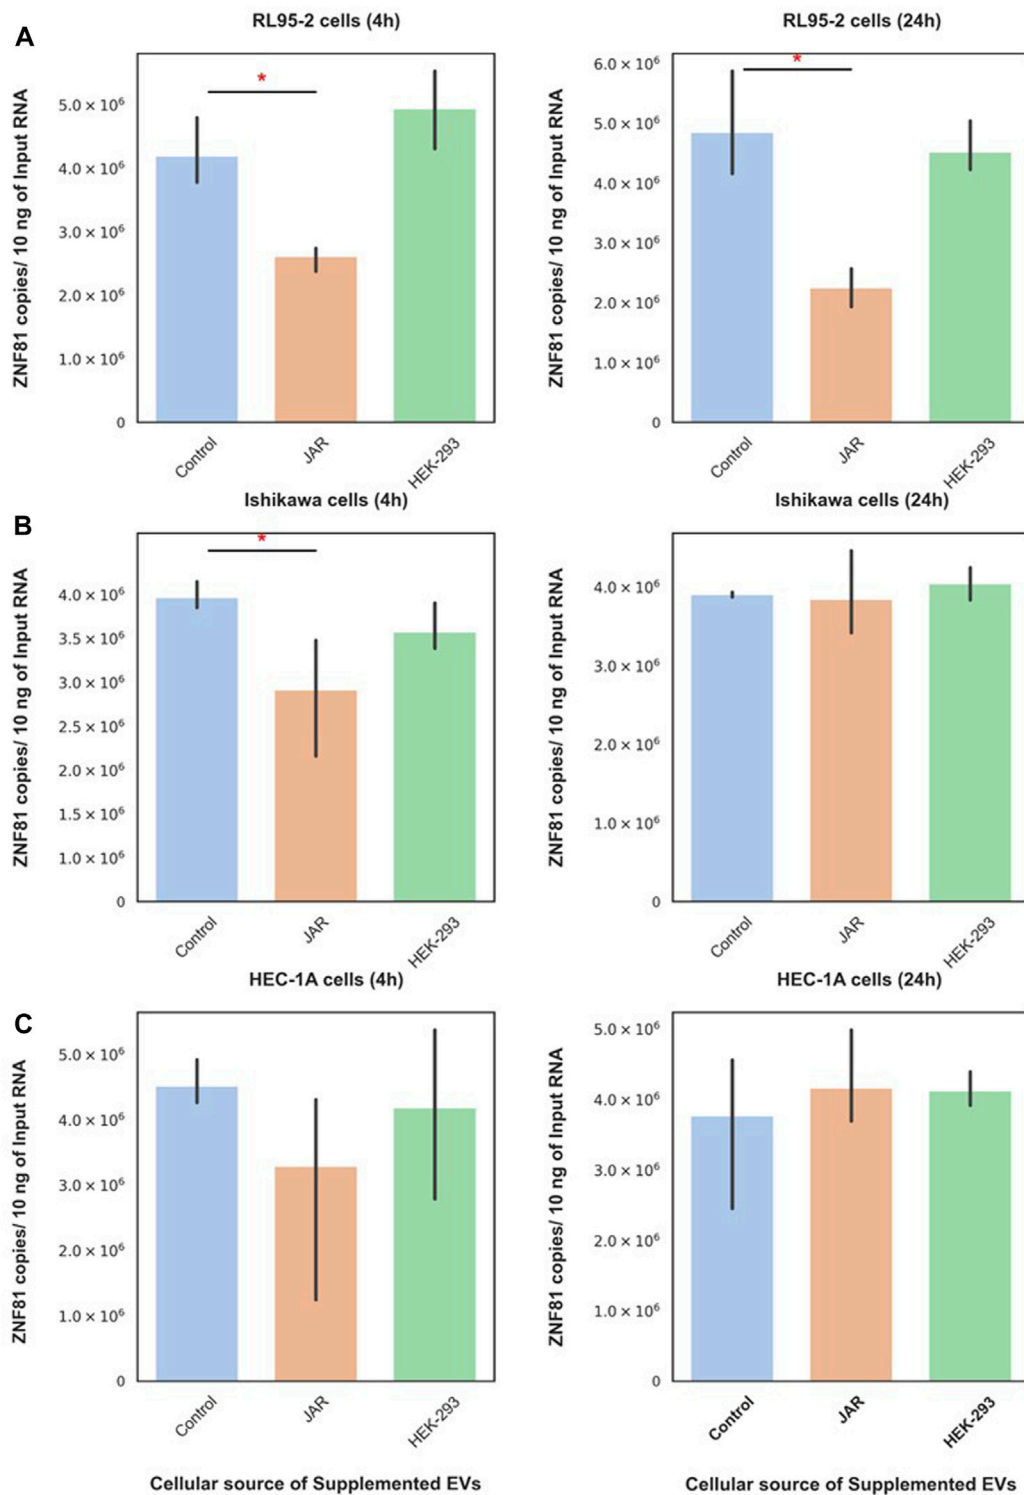 A
RL95-2 cells (4h)
ZNF81 copies/ 10 ng of Input RNA
5.0 × 10⁶
4.0 × 10⁶
3.0 × 10⁶
2.0 × 10⁶
1.0 × 10⁶
0
*
Control
JAR
HEK-293
RL95-2 cells (24h)
ZNF81 copies/ 10 ng of Input RNA
6.0 × 10⁶
5.0 × 10⁶
4.0 × 10⁶
3.0 × 10⁶
2.0 × 10⁶
1.0 × 10⁶
0
*
Control
JAR
HEK-293
B
Ishikawa cells (4h)
ZNF81 copies/ 10 ng of Input RNA
4.0 × 10⁶
3.5 × 10⁶
3.0 × 10⁶
2.5 × 10⁶
2.0 × 10⁶
1.5 × 10⁶
1.0 × 10⁶
0
*
Control
JAR
HEK-293
Ishikawa cells (24h)
ZNF81 copies/ 10 ng of Input RNA
4.0 × 10⁶
3.0 × 10⁶
2.0 × 10⁶
1.0 × 10⁶
0
Control
JAR
HEK-293
C
HEC-1A cells (4h)
ZNF81 copies/ 10 ng of Input RNA
5.0 × 10⁶
4.0 × 10⁶
3.0 × 10⁶
2.0 × 10⁶
1.0 × 10⁶
0
Control
JAR
HEK-293
Cellular source of Supplemented EVs
HEC-1A cells (24h)
ZNF81 copies/ 10 ng of Input RNA
5.0 × 10⁶
4.0 × 10⁶
3.0 × 10⁶
2.0 × 10⁶
1.0 × 10⁶
0
Control
JAR
HEK-293
Cellular source of Supplemented EVs